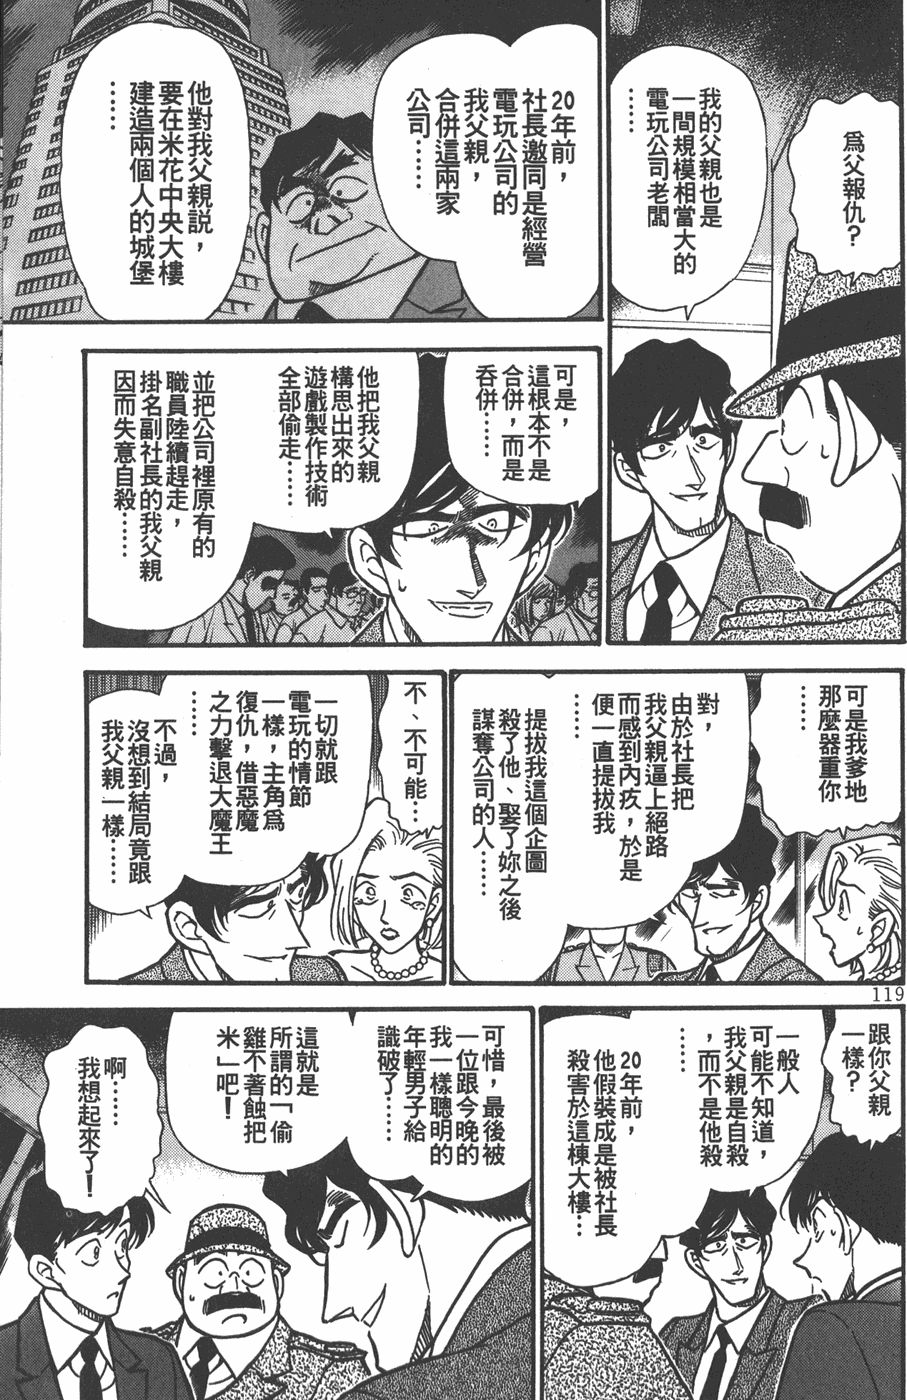 為父報仇？
我的父親也是
一間規模相當大的
電玩公司老闆
……
20年前，
社長邀同是經營
電玩公司的
我父親，
合併這兩家
公司……
他對我父親説，
要在米花中央大樓
建造兩個人的城堡
……
可是，
這根本不是
合併，而是
吞併……
他把我父親
構思出來的
遊戲製作技術
全部偷走……
並把公司裡原有的
職員陸續趕走，
掛名副社長的我父親
因而失意自殺……
可是我爹地
那麼器重你
……
對，
由於社長把
我父親逼上絕路
而感到內疚，於是
便一直提拔我
提拔我這個企圖
殺了他、娶了妳之後
謀奪公司的人……
不、不可能…
一切就跟
電玩的情節
一樣，主角為
復仇，借惡魔
之力擊退大魔王
……
不過，
沒想到結局竟跟
我父親一樣……
119
跟你父親
一樣？
一般人
可能不知道，
我父親是自殺
，而不是他殺
……
20年前，
他假裝成是被社長
殺害於這棟大樓…
可惜，最後被
一位跟今晚的
我一樣聰明的
年輕男子給
識破了……
這就是
所謂的「偷
雞不著蝕把
米」吧！
啊……
我想起來了！